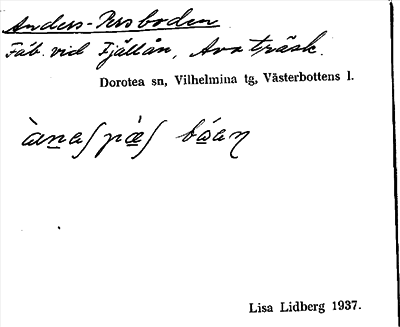 Anders-Persboden
Fäb. vid Fjällån, Avaträsk.
Dorotea sn, Vilhelmina tg, Västerbottens l.
Lisa Lidberg 1937.